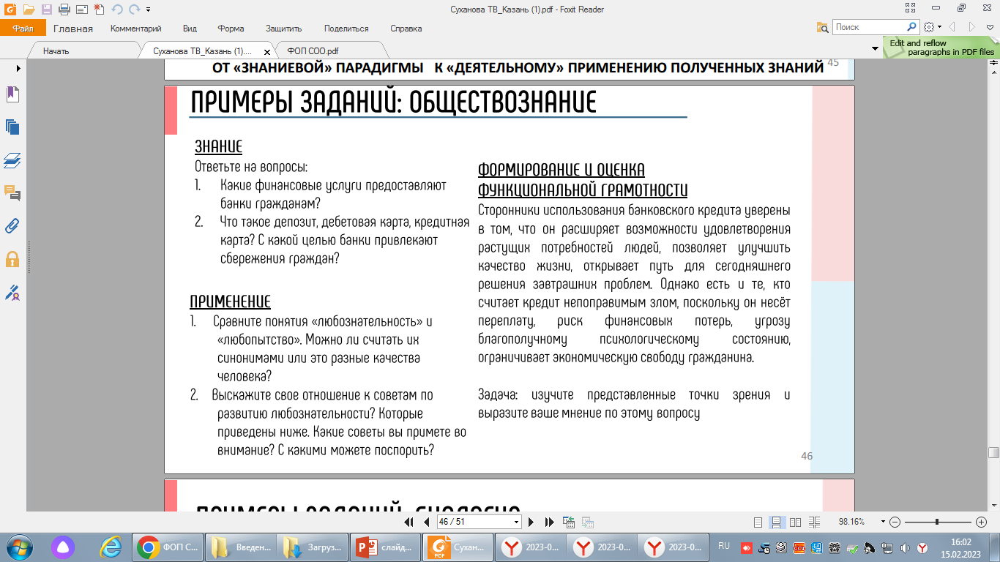 Суханова ТВ_Казань (1).pdf - Foxit Reader
Файл
Главная
Комментарий
Вид
Форма
Защитить
Поделиться
Справка
Поиск
Начать
Суханова ТВ_Казань (1)....
ФОП СОО.pdf
Edit and reflow
paragraphs in PDF files
ОТ «ЗНАНИЕВОЙ» ПАРАДИГМЫ К «ДЕЯТЕЛЬНОМУ» ПРИМЕНЕНИЮ ПОЛУЧЕННЫХ ЗНАНИЙ
45
ПРИМЕРЫ ЗАДАНИЙ: ОБЩЕСТВОЗНАНИЕ
ЗНАНИЕ
Ответьте на вопросы:
1. Какие финансовые услуги предоставляют
банки гражданам?
2. Что такое депозит, дебетовая карта, кредитная
карта? С какой целью банки привлекают
сбережения граждан?
ПРИМЕНЕНИЕ
1. Сравните понятия «любознательность» и
«любопытство». Можно ли считать их
синонимами или это разные качества
человека?
2. Выскажите свое отношение к советам по
развитию любознательности? Которые
приведены ниже. Какие советы вы примете во
внимание? С какими можете поспорить?
ФОРМИРОВАНИЕ И ОЦЕНКА
ФУНКЦИОНАЛЬНОЙ ГРАМОТНОСТИ
Сторонники использования банковского кредита уверены
в том, что он расширяет возможности удовлетворения
растущих потребностей людей, позволяет улучшить
качество жизни, открывает путь для сегодняшнего
решения завтрашних проблем. Однако есть и те, кто
считает кредит непоправимым злом, поскольку он несёт
переплату, риск финансовых потерь, угрозу
благополучному психологическому состоянию,
ограничивает экономическую свободу гражданина.
Задача: изучите представленные точки зрения и
выразите ваше мнение по этому вопросу
46
46 / 51
98.16%
ФОП С...
Введен...
Загруз...
слайд...
Сухан...
2023-0...
2023-0...
2023-0...
RU
16:02
15.02.2023